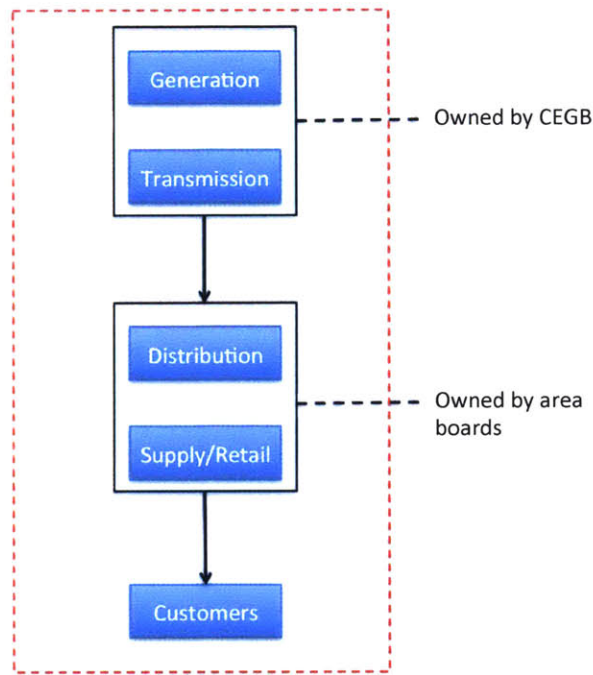 Generation
Owned by CEGB
Transmission
Distribution
Owned by area
boards
Supply/Retail
Customers